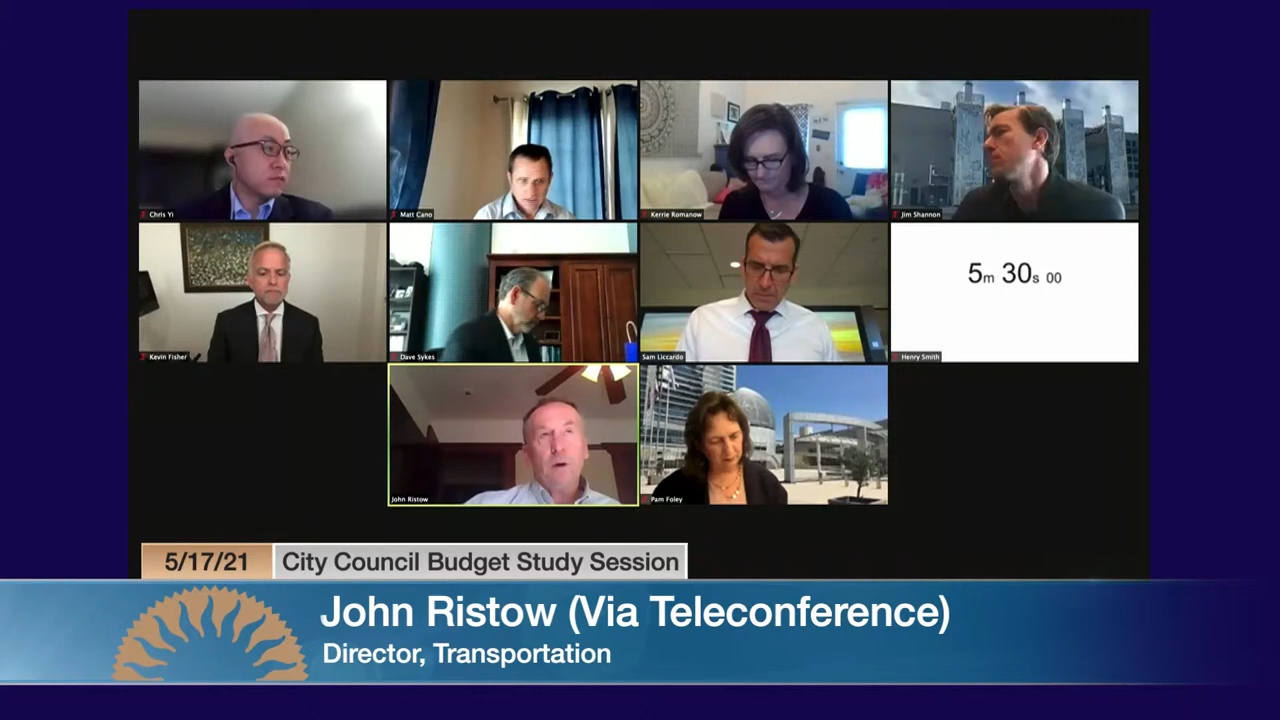 Chris Yi
Matt Cano
Kerrie Romanow
Jim Shannon
5m 30s 00
Kevin Fisher
Dave Sykes
Sam Liccardo
Henry Smith
John Ristow
Pam Foley
5/17/21
City Council Budget Study Session
John Ristow (Via Teleconference)
Director, Transportation